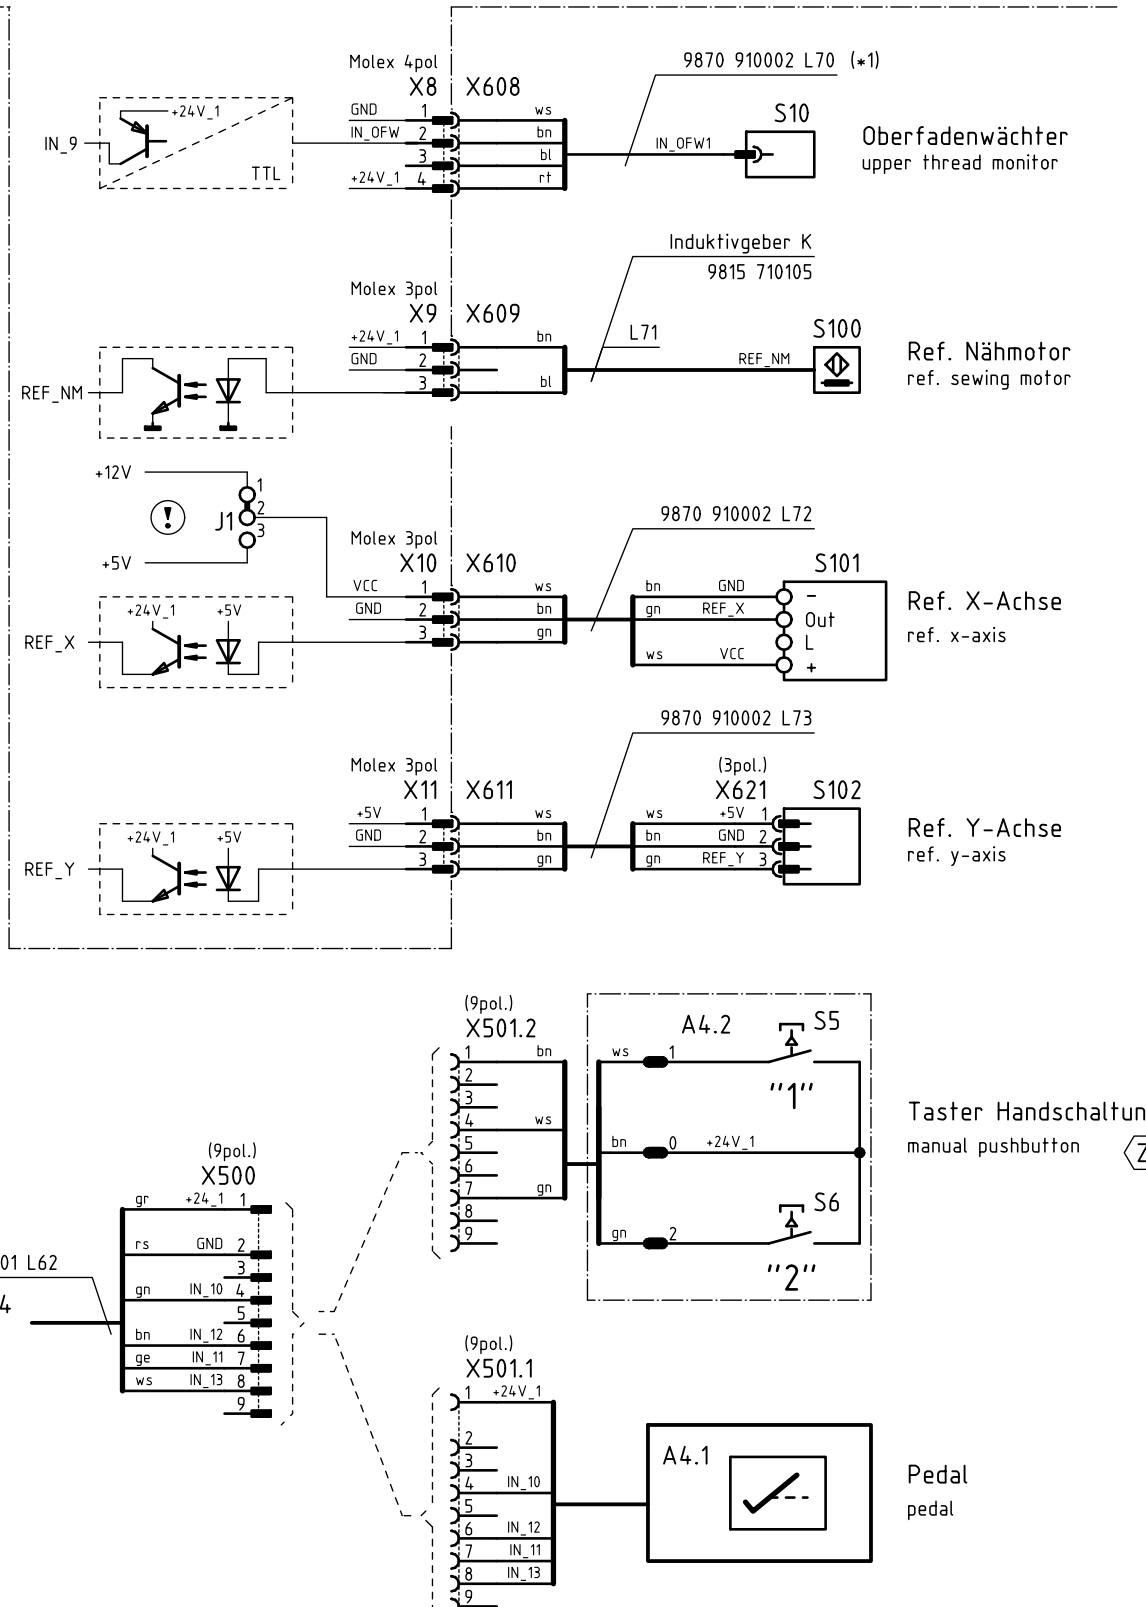 Molex 4pol
X8 X608
9870 910002 L70 (*1)
GND 1 ws
IN_OFW 2 bn
3 bl
+24V_1 4 rt
IN_9
+24V_1
TTL
IN_OFW1
S10
Oberfadenwächter
upper thread monitor
Induktivgeber K
9815 710105
L71
Molex 3pol
X9 X609
+24V_1 1 bn
GND 2
3 bl
REF_NM
REF_NM
S100
Ref. Nähmotor
ref. sewing motor
+12V
1
2
3
J1
!
+5V
9870 910002 L72
Molex 3pol
X10 X610
VCC 1 ws
GND 2 bn
3 gn
+24V_1 +5V
REF_X
bn GND
gn REF_X
ws VCC
S101
-
Out
L
+
Ref. X-Achse
ref. x-axis
9870 910002 L73
Molex 3pol
X11 X611
+5V 1 ws
GND 2 bn
3 gn
+24V_1 +5V
REF_Y
(3pol.)
X621
ws +5V 1
bn GND 2
gn REF_Y 3
S102
Ref. Y-Achse
ref. y-axis
(9pol.)
X501.2
1 bn
2
3
4 ws
5
6
7 gn
8
9
A4.2
S5
ws 1
"1"
bn 0 +24V_1
S6
gn 2
"2"
Taster Handschaltun
manual pushbutton
Z
(9pol.)
X500
gr +24_1 1
rs GND 2
3
gn IN_10 4
5
bn IN_12 6
ge IN_11 7
ws IN_13 8
9
01 L62
4
(9pol.)
X501.1
1 +24V_1
2
3
4 IN_10
5
6 IN_12
7 IN_11
8 IN_13
9
A4.1
Pedal
pedal